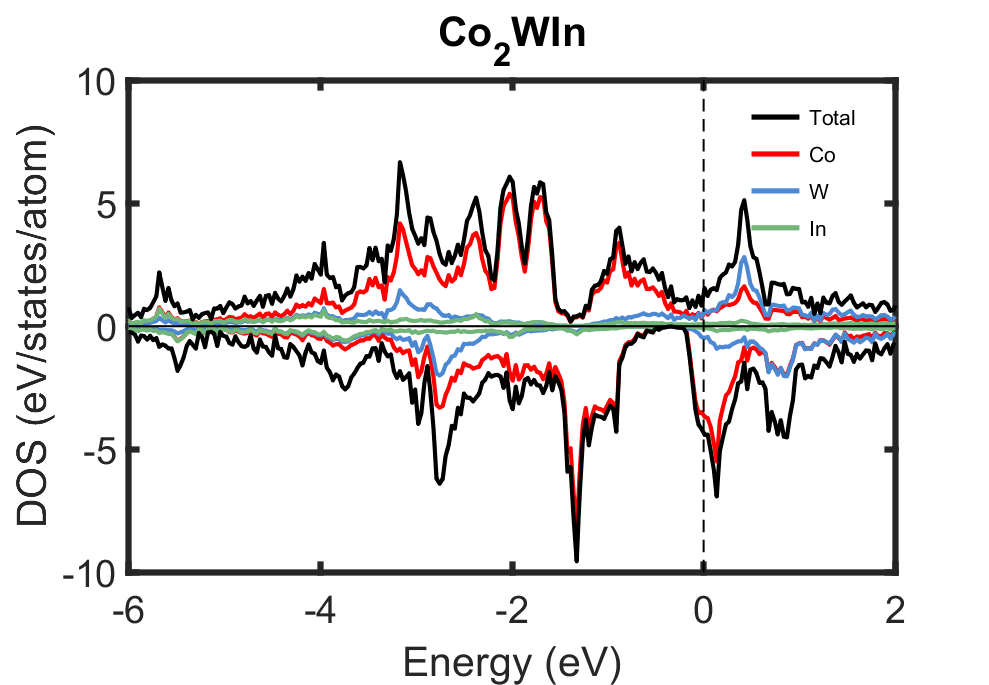 Co₂WIn
DOS (eV/states/atom)
10
5
0
-5
-10
Total
Co
W
In
-6 -4 -2 0 2
Energy (eV)